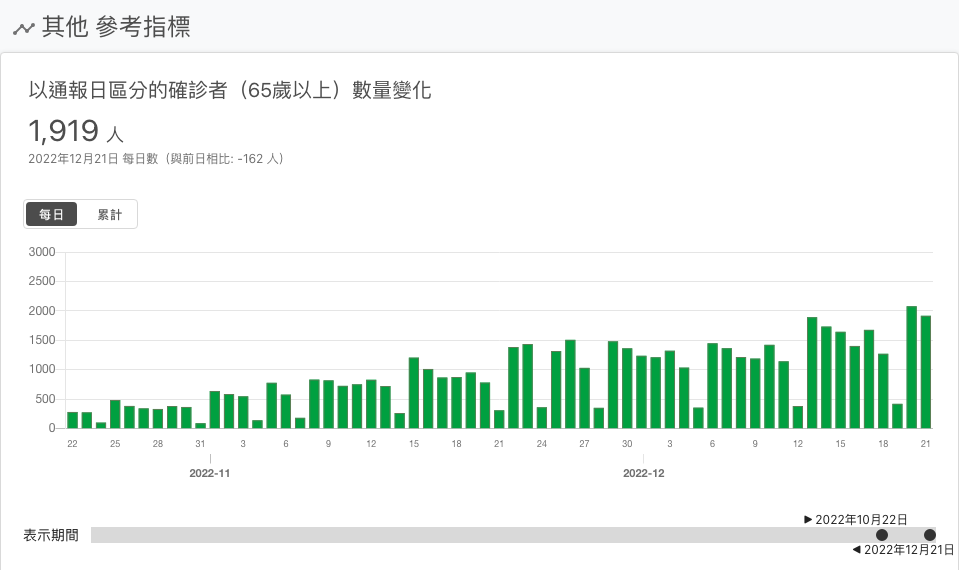 其他 參考指標
以通報日區分的確診者（65歲以上）數量變化
1,919 人
2022年12月21日 每日數（與前日相比: -162 人）
每日 累計
3000
2500
2000
1500
1000
500
0
22 25 28 31 3 6 9 12 15 18 21 24 27 30 3 6 9 12 15 18 21
2022-11 2022-12
▶ 2022年10月22日
表示期間
◀ 2022年12月21日